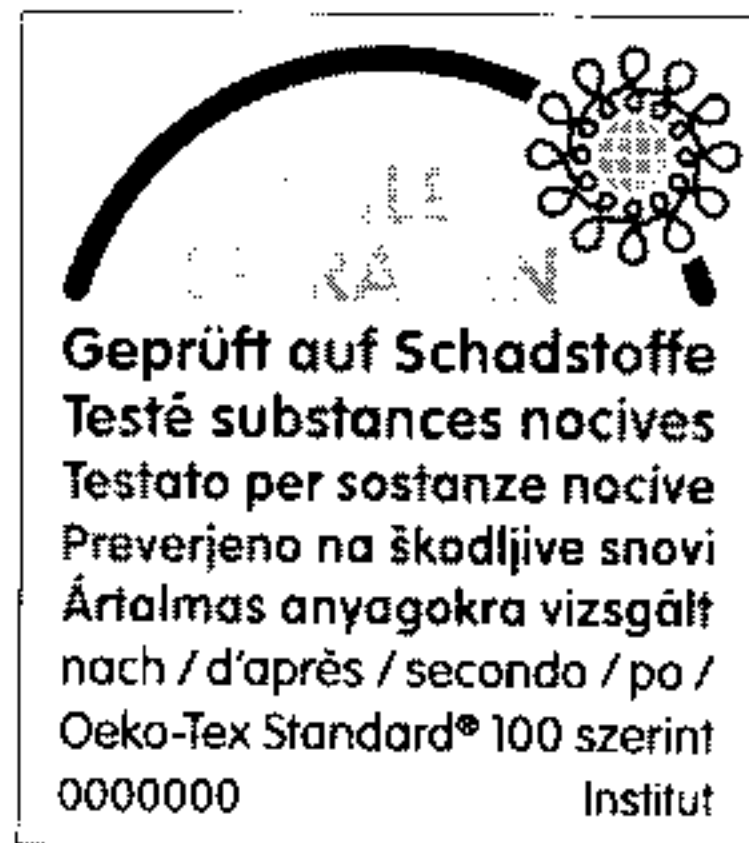 Geprüft auf Schadstoffe
Testé substances nocives
Testato per sostanze nocive
Preverjeno na škodljive snovi
Ártalmas anyagokra vizsgált
nach / d'après / secondo / po /
Oeko-Tex Standard® 100 szerint
0000000 Institut